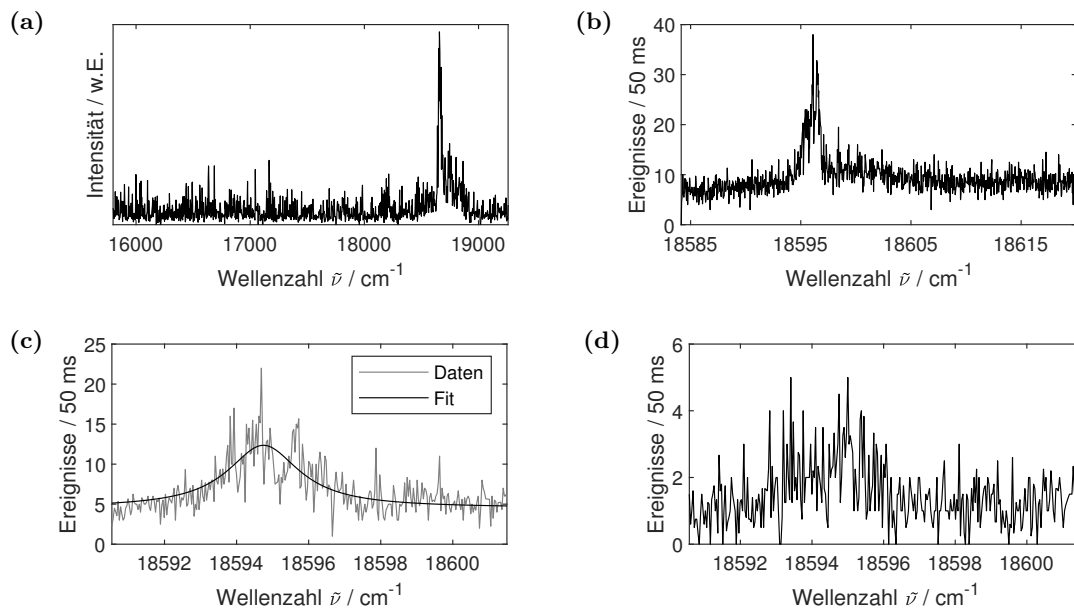 (a)
Intensität / w.E.
16000 17000 18000 19000
Wellenzahl ν̃ / cm⁻¹
(b)
Ereignisse / 50 ms
40
30
20
10
0
18585 18595 18605 18615
Wellenzahl ν̃ / cm⁻¹
(c)
Ereignisse / 50 ms
25
20
15
10
5
0
Daten
Fit
18592 18594 18596 18598 18600
Wellenzahl ν̃ / cm⁻¹
(d)
Ereignisse / 50 ms
6
4
2
0
18592 18594 18596 18598 18600
Wellenzahl ν̃ / cm⁻¹